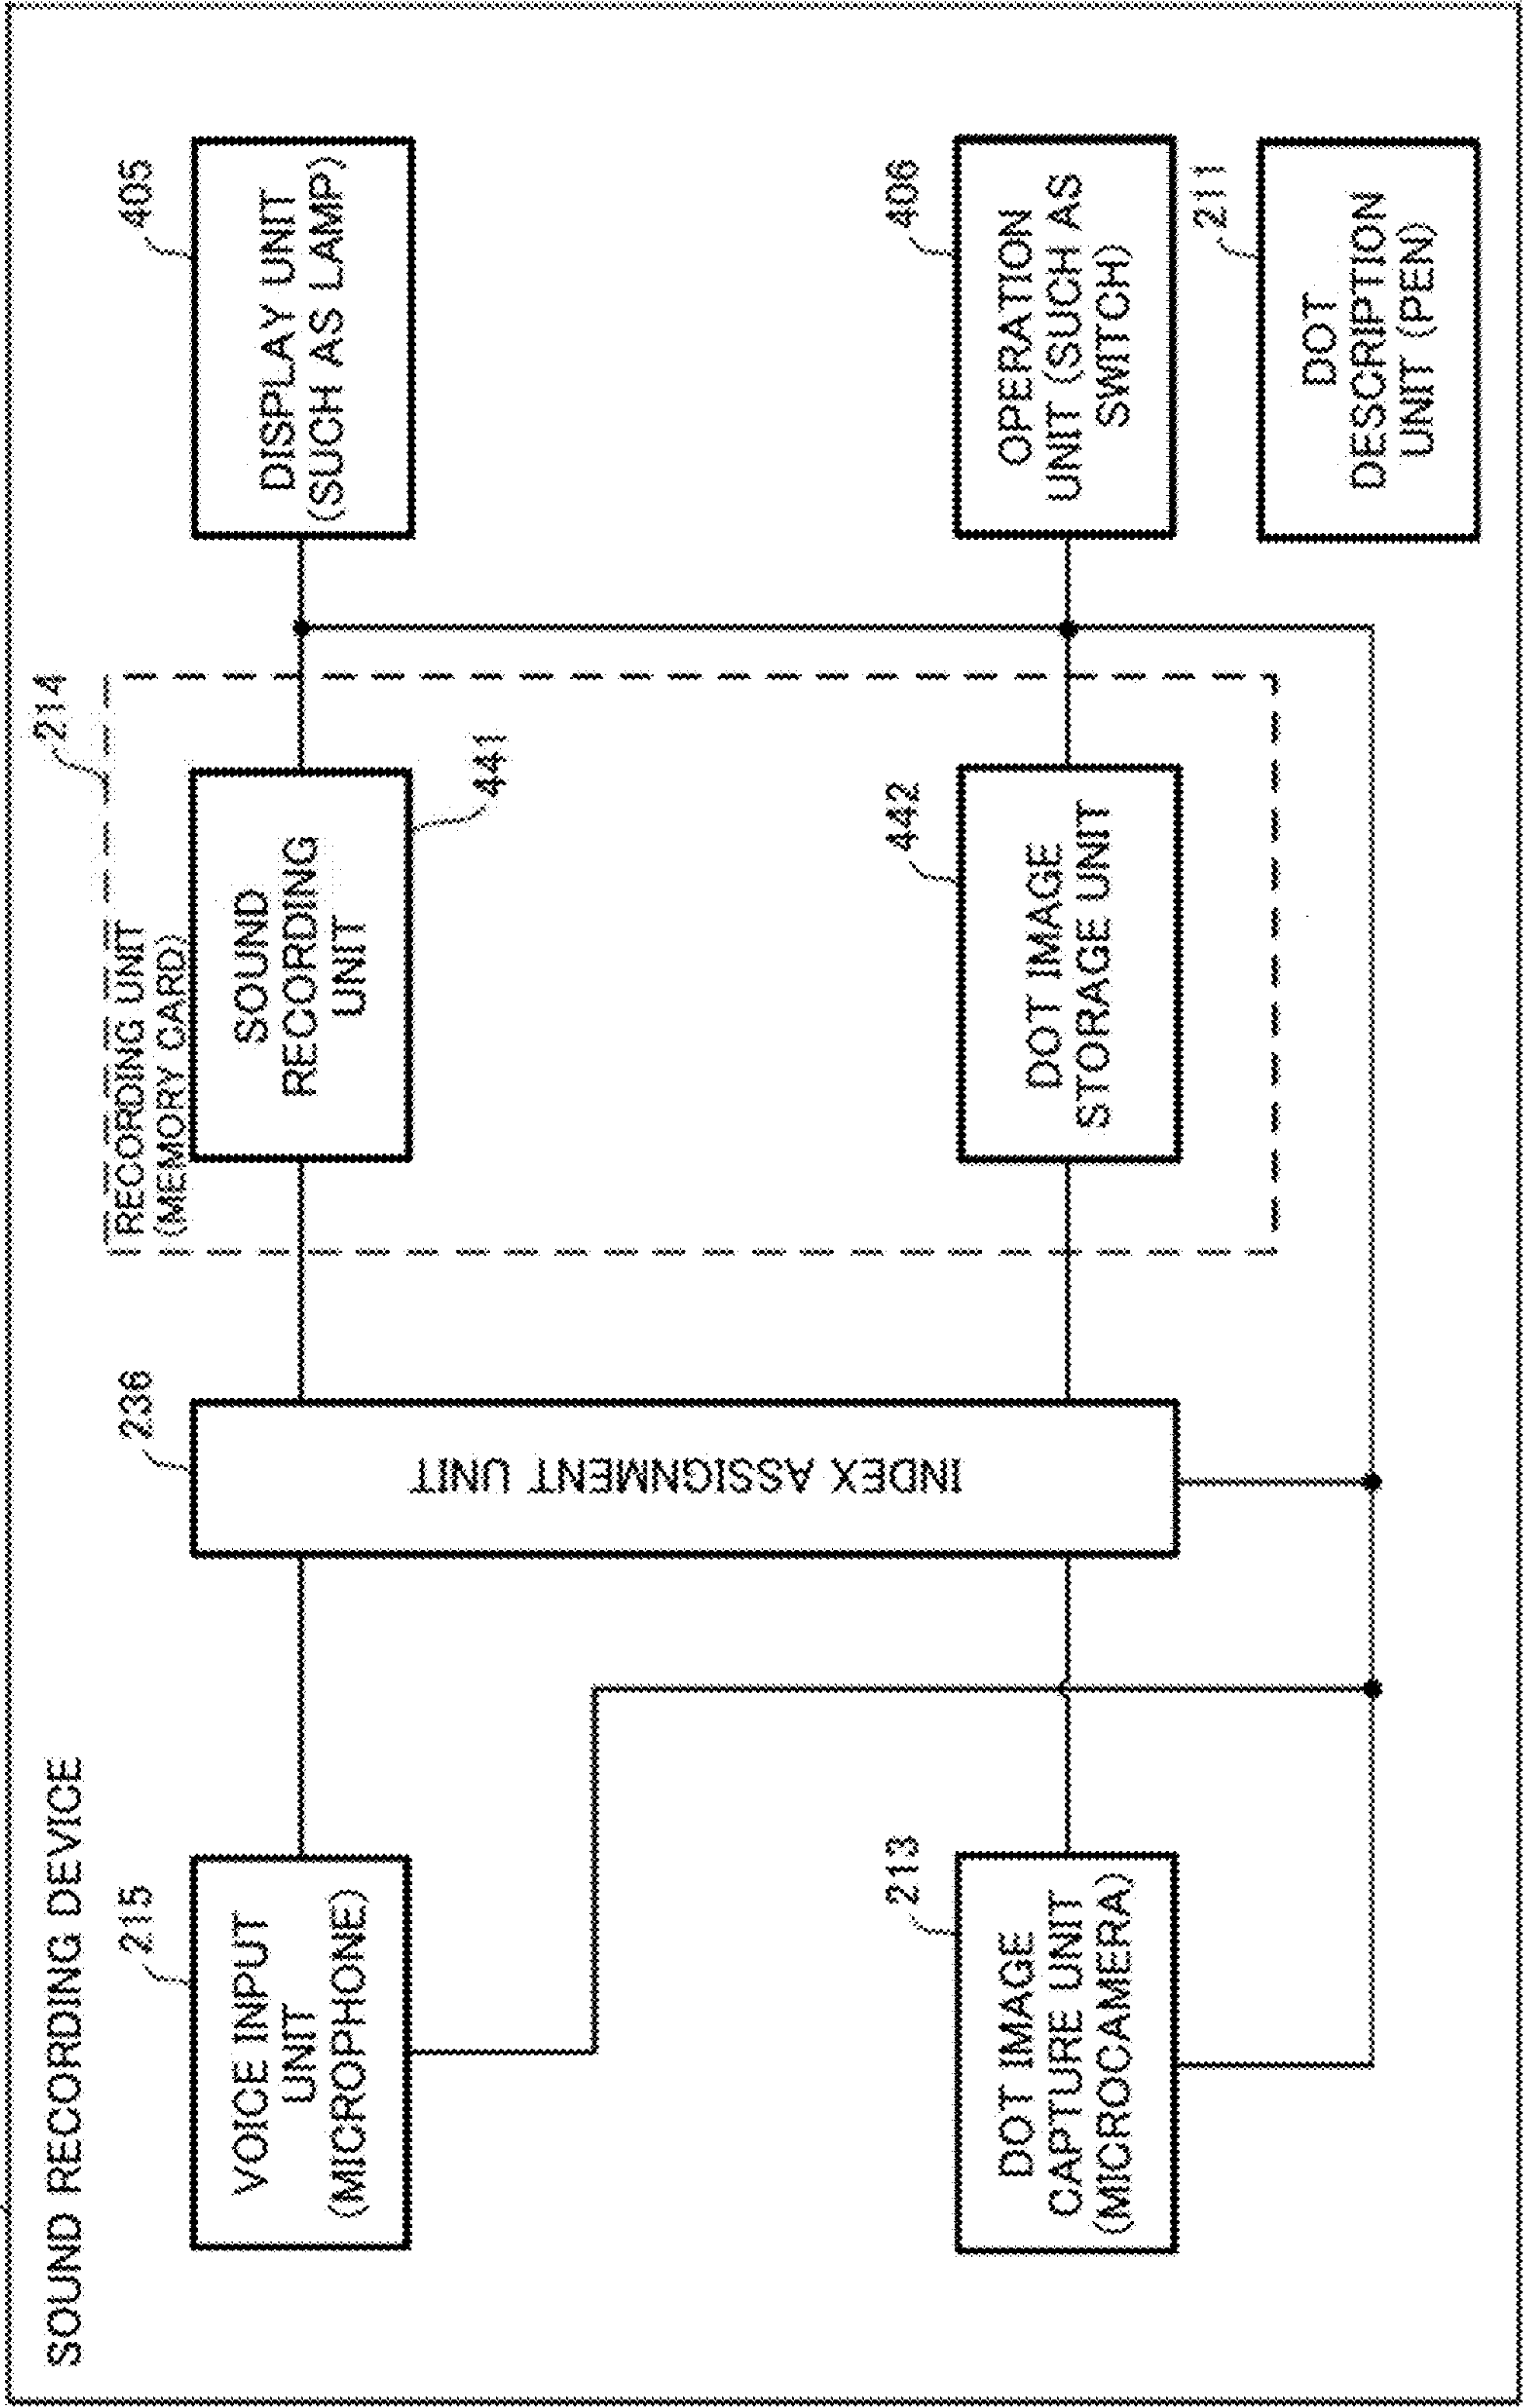 SOUND RECORDING DEVICE
215
VOICE INPUT
UNIT
(MICROPHONE)
213
DOT IMAGE
CAPTURE UNIT
(MICROCAMERA)
236
INDEX ASSIGNMENT UNIT
214
RECORDING UNIT
(MEMORY CARD)
SOUND
RECORDING
UNIT
441
442
DOT IMAGE
STORAGE UNIT
405
DISPLAY UNIT
(SUCH AS LAMP)
406
OPERATION
UNIT (SUCH AS
SWITCH)
211
DOT
DESCRIPTION
UNIT (PEN)